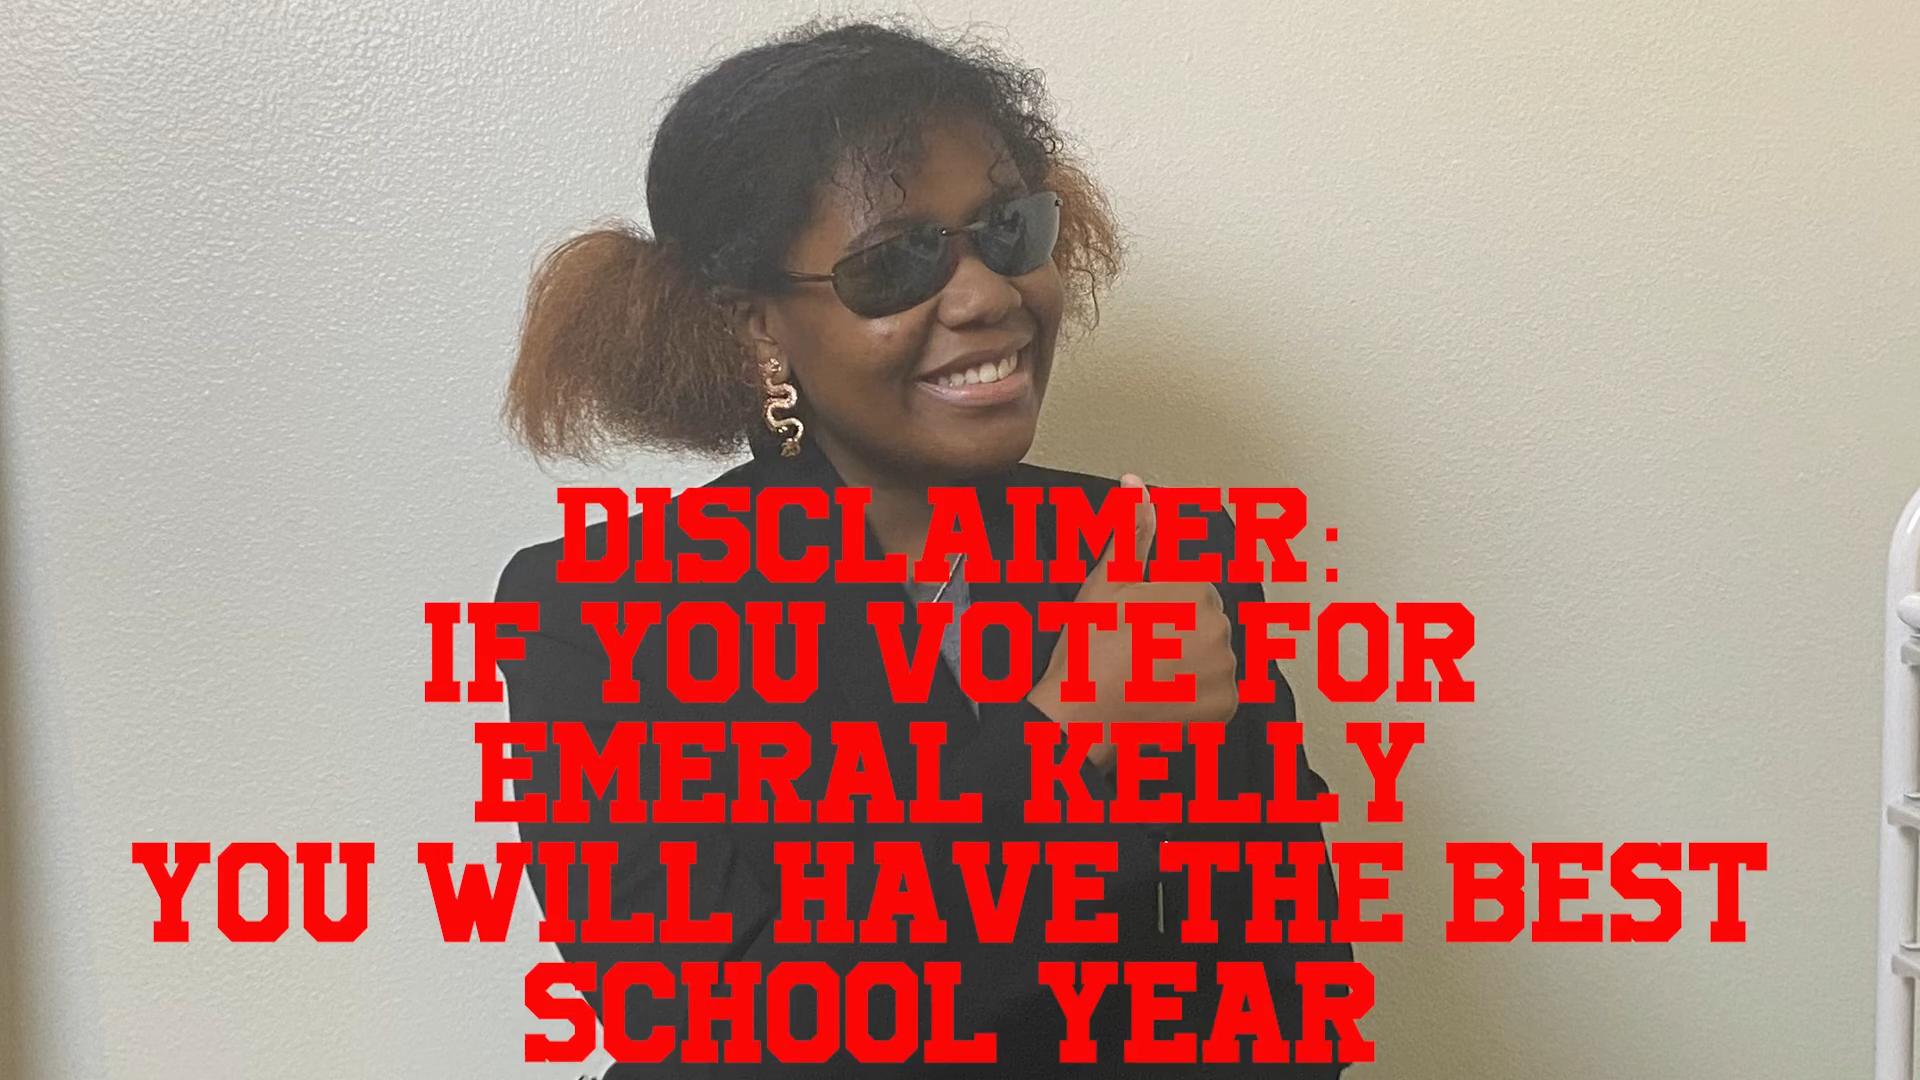 DISCLAIMER:
IF YOU VOTE FOR
EMERAL KELLY
YOU WILL HAVE THE BEST
SCHOOL YEAR